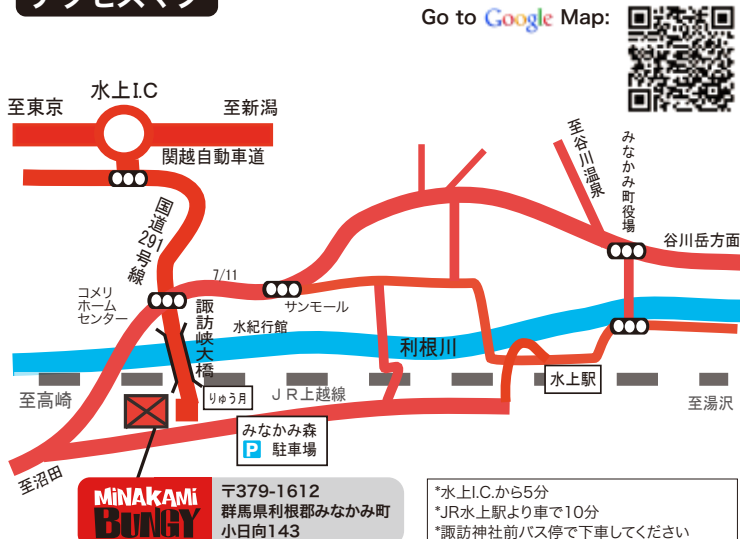 アクセスマップ
Go to Google Map:
水上I.C
至東京
至新潟
関越自動車道
国道291号線
至谷川温泉
みなかみ町役場
谷川岳方面
7/11
コメリ
ホーム
センター
サンモール
諏訪峡大橋
水紀行館
利根川
水上駅
りゅう月
JR上越線
至高崎
至湯沢
みなかみ森
P 駐車場
至沼田
MiNAKAMi
BUNGY
〒379-1612
群馬県利根郡みなかみ町
小日向143
*水上I.C.から5分
*JR水上駅より車で10分
*諏訪神社前バス停で下車してください